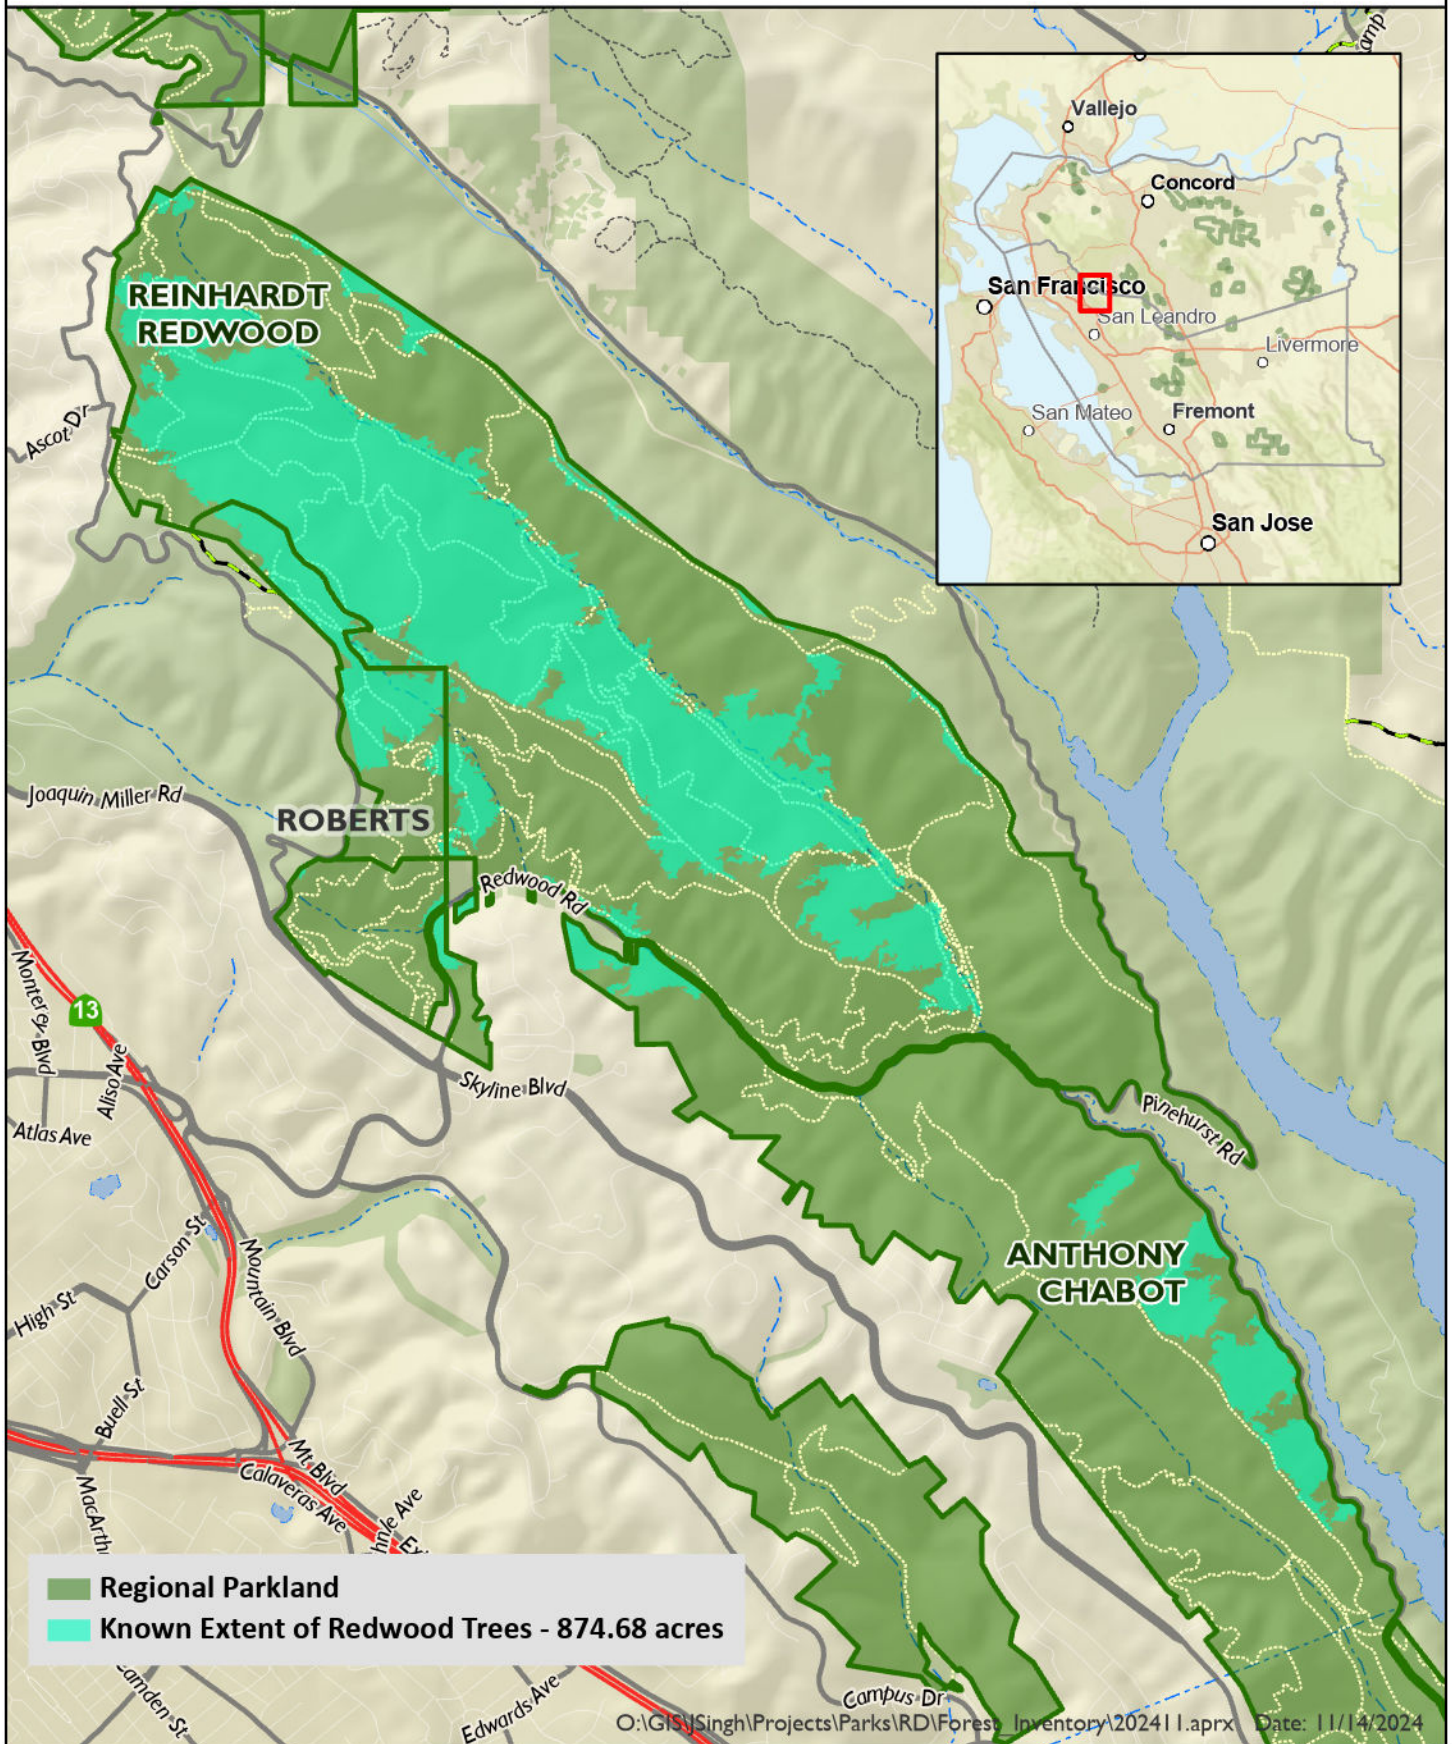 Vallejo
Concord
San Francisco
San Leandro
Livermore
San Mateo
Fremont
San Jose
REINHARDT
REDWOOD
Ascot Dr
Joaquin Miller Rd
ROBERTS
Redwood Rd
Monterey Blvd
13
Aliso Ave
Skyline Blvd
Atlas Ave
Pinehurst Rd
Carson St
Mountain Blvd
ANTHONY
CHABOT
High St
Buell St
Mt Blvd
Calaveras Ave
Regional Parkland
Known Extent of Redwood Trees - 874.68 acres
Edwards Ave
Campus Dr
O:\GIS\JSingh\Projects\Parks\RD\Forest_Inventory\202411.aprx Date: 11/14/2024